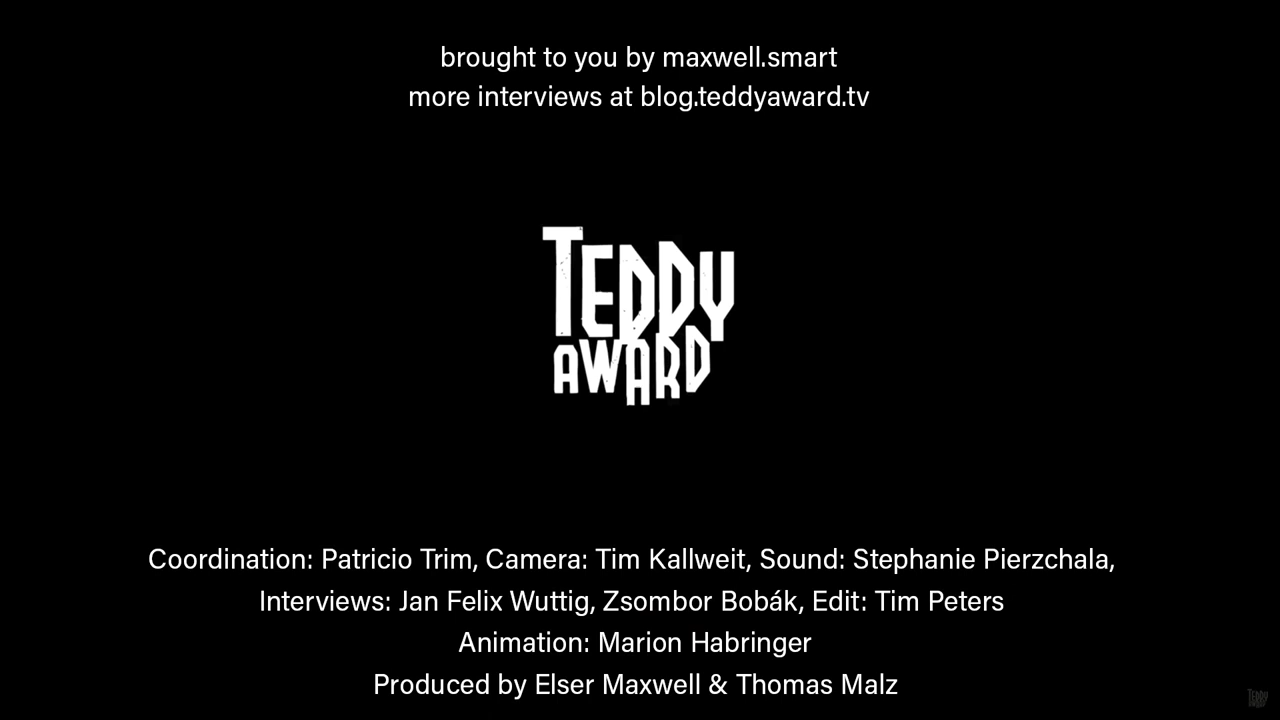 brought to you by maxwell.smart
more interviews at blog.teddyaward.tv
TEDDY
AWARD
Coordination: Patricio Trim, Camera: Tim Kallweit, Sound: Stephanie Pierzchala,
Interviews: Jan Felix Wuttig, Zsombor Bobák, Edit: Tim Peters
Animation: Marion Habringer
Produced by Elser Maxwell & Thomas Malz
TEDDY
AWARD